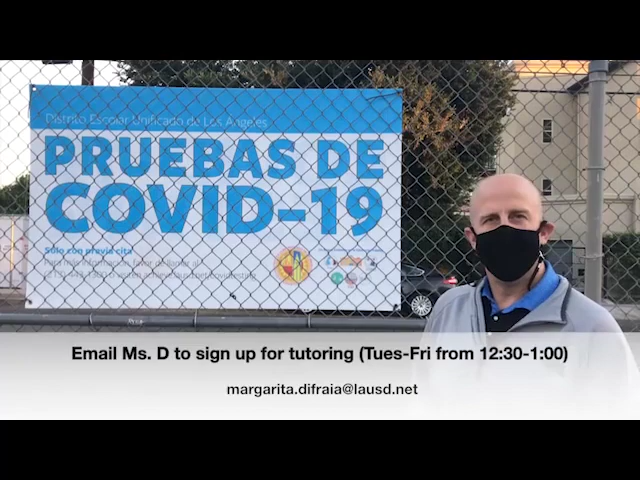 Distrito Escolar Unificado de Los Angeles
PRUEBAS DE
COVID-19
Sólo con previa cita
Email Ms. D to sign up for tutoring (Tues-Fri from 12:30-1:00)
margarita.difraia@lausd.net